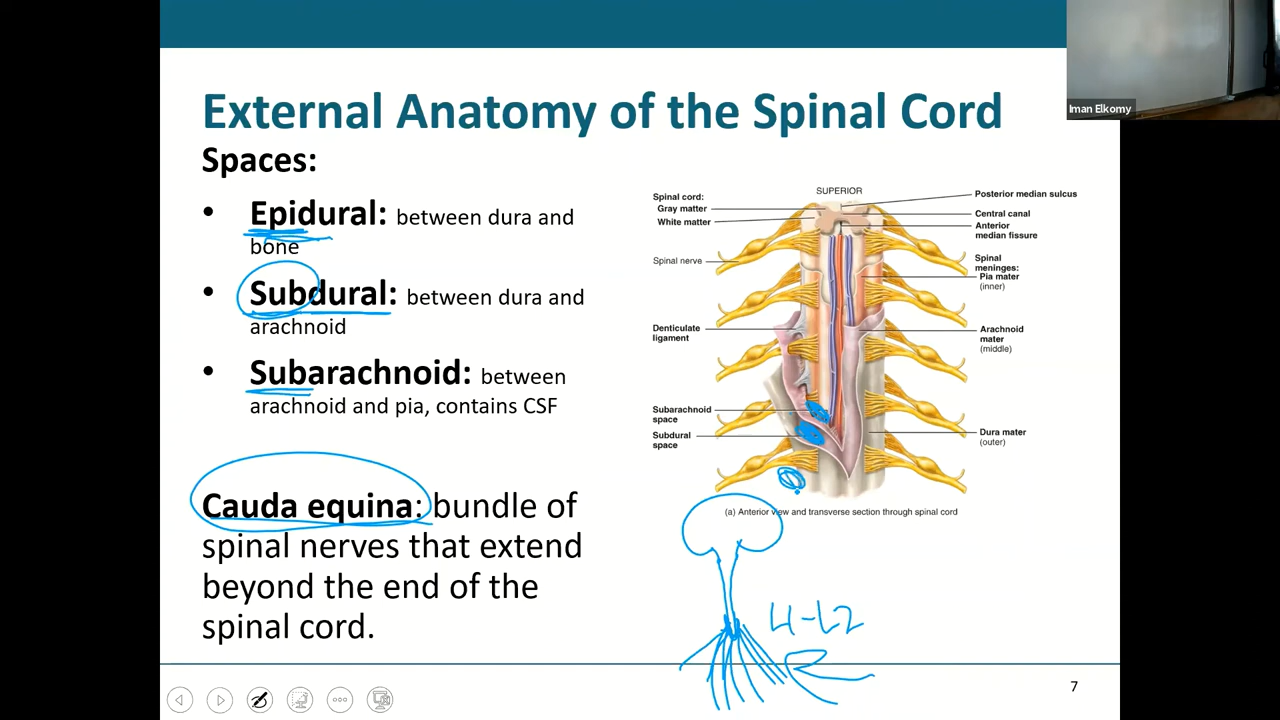 Iman Elkomy
External Anatomy of the Spinal Cord
Spaces:
• Epidural: between dura and
bone
• Subdural: between dura and
arachnoid
• Subarachnoid: between
arachnoid and pia, contains CSF
Cauda equina: bundle of
spinal nerves that extend
beyond the end of the
spinal cord.
SUPERIOR
Spinal cord:
Gray matter
White matter
Spinal nerve
Denticulate
ligament
Subarachnoid
space
Subdural
space
Posterior median sulcus
Central canal
Anterior
median fissure
Spinal
meninges:
Pia mater
(inner)
Arachnoid
mater
(middle)
Dura mater
(outer)
(a) Anterior view and transverse section through spinal cord
L1-L2
7